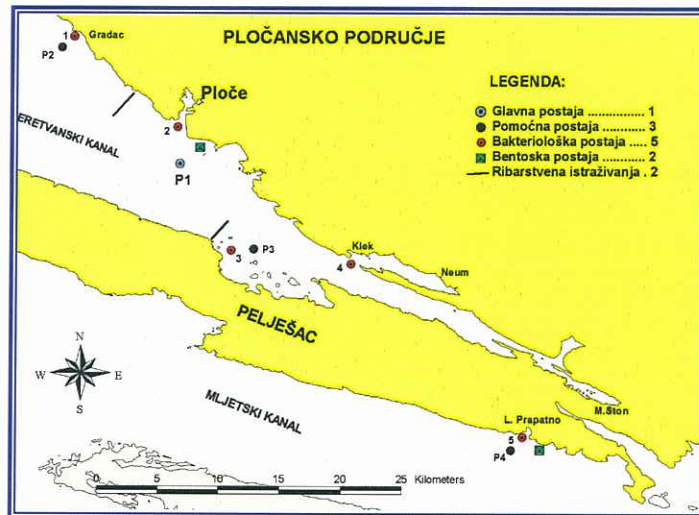 PLOČANSKO PODRUČJE
1
Gradac
P2
Ploče
ERETVANSKI KANAL
2
P1
LEGENDA:
Glavna postaja ................ 1
Pomoćna postaja ............ 3
Bakteriološka postaja ..... 5
Bentoska postaja ............ 2
Ribarstvena istraživanja . 2
3
P3
Klek
4
Neum
PELJEŠAC
N
W
E
S
MLJETSKI KANAL
M.Ston
L. Prapatno
5
P4
0 5 10 15 20 25 Kilometers